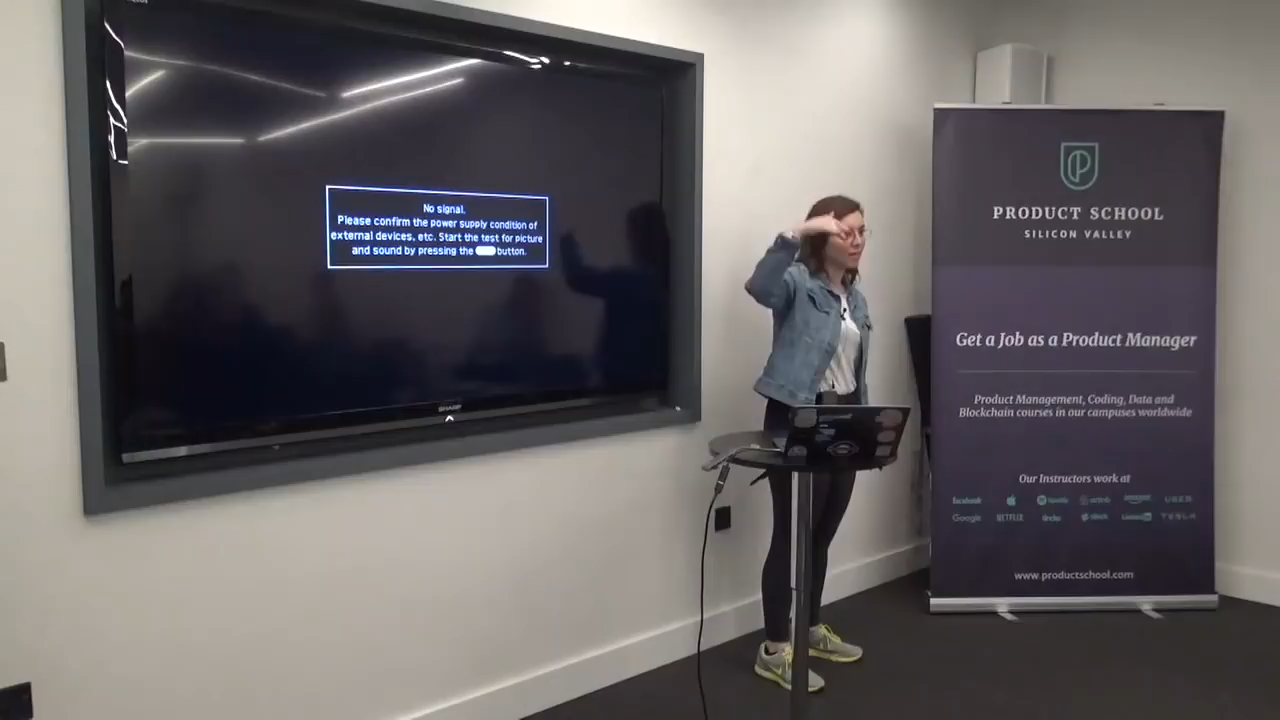 No signal.
Please confirm the power supply condition of
external devices, etc. Start the test for picture
and sound by pressing the button.
SHARP
PRODUCT SCHOOL
SILICON VALLEY
Get a Job as a Product Manager
Product Management, Coding, Data and
Blockchain courses in our campuses worldwide
Our Instructors work at
facebook Spotify airbnb amazon UBER
Google NETFLIX tinder slack LinkedIn TESLA
www.productschool.com